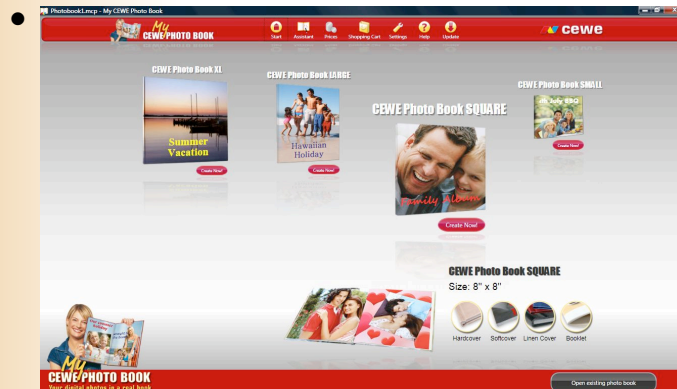 Photobook1.mcp - My CEWE Photo Book
My
CEWE PHOTO BOOK
Start Assistant Prices Shopping Cart Settings Help Update
cewe
CEWE Photo Book XL
CEWE Photo Book LARGE
CEWE Photo Book SMALL
CEWE Photo Book SQUARE
4th July BBQ
Summer
Vacation
Hawaiian
Holiday
Create Now!
Create Now!
Create Now!
Family Album
Create Now!
CEWE Photo Book SQUARE
Size: 8" x 8"
Hardcover Softcover Linen Cover Booklet
My
CEWE PHOTO BOOK
Your digital photos in a real book
Open existing photo book